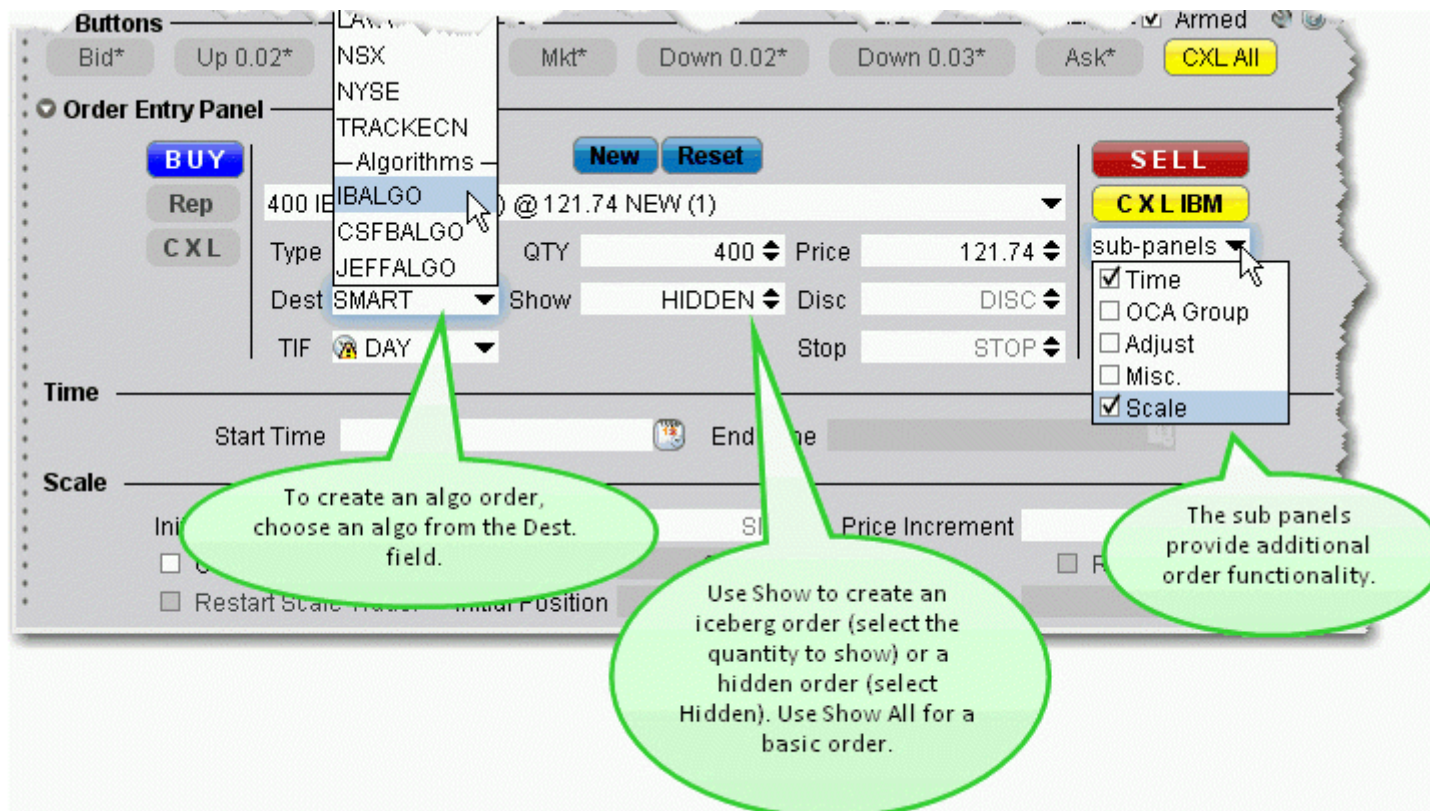 Buttons
Armed
Bid* Up 0.02* NSX Mkt* Down 0.02* Down 0.03* Ask* CXL All
NYSE
Order Entry Panel
TRACKECN
BUY Algorithms New Reset SELL
Rep 400 IBALGO @ 121.74 NEW (1) CXL IBM
CXL Type CSFBALGO QTY 400 Price 121.74 sub-panels
JEFFALGO Time
Dest SMART Show HIDDEN Disc DISC OCA Group
TIF DAY Stop STOP Adjust
Misc.
Time Scale
Start Time End
Scale
To create an algo order,
choose an algo from the Dest.
field.
Price Increment
Restart Scale Position
Use Show to create an
iceberg order (select the
quantity to show) or a
hidden order (select
Hidden). Use Show All for a
basic order.
The sub panels
provide additional
order functionality.